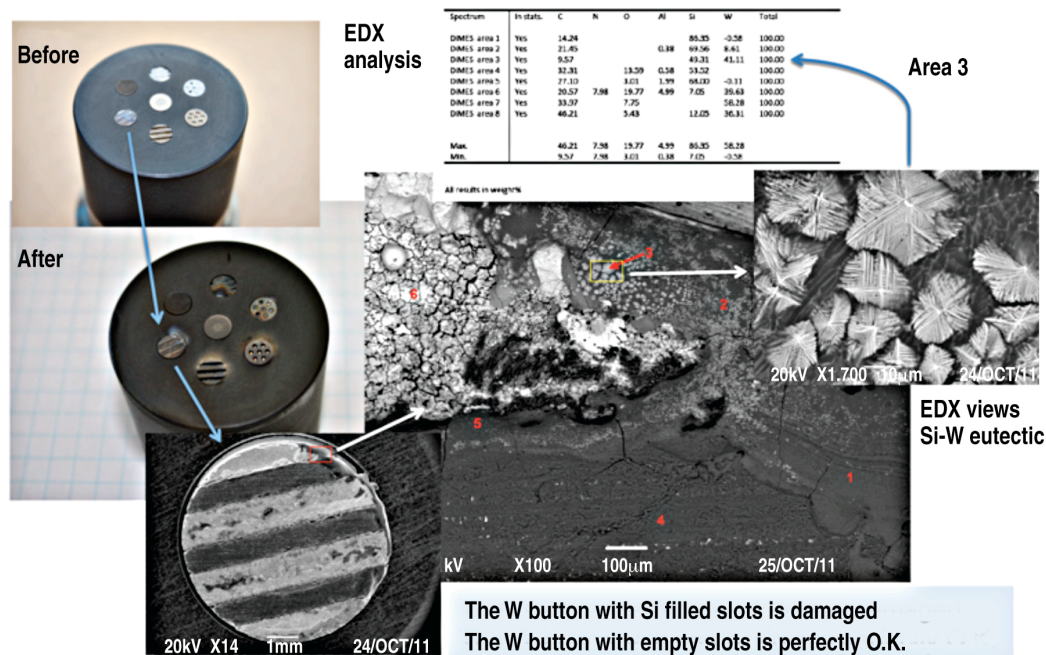 Before
EDX
analysis
Spectrum In stats. C N O Al Si W Total
DiMES area 1 Yes 14.24 86.35 -0.58 100.00
DiMES area 2 Yes 21.45 0.38 69.56 8.61 100.00
DiMES area 3 Yes 9.57 49.31 41.11 100.00
DiMES area 4 Yes 32.31 13.59 0.58 53.52 100.00
DiMES area 5 Yes 27.10 3.01 1.99 68.00 -0.11 100.00
DiMES area 6 Yes 20.57 7.98 19.77 4.99 7.05 39.63 100.00
DiMES area 7 Yes 33.97 7.75 58.28 100.00
DiMES area 8 Yes 46.21 5.43 12.05 36.31 100.00
Max. 46.21 7.98 19.77 4.99 86.35 58.28
Min. 9.57 7.98 3.01 0.38 7.05 -0.58
All results in weight%
Area 3
After
3
6
2
5
1
4
20kV X1.700 10μm 24/OCT/11
EDX views
Si-W eutectic
kV X100 100μm 25/OCT/11
20kV X14 1mm 24/OCT/11
The W button with Si filled slots is damaged
The W button with empty slots is perfectly O.K.